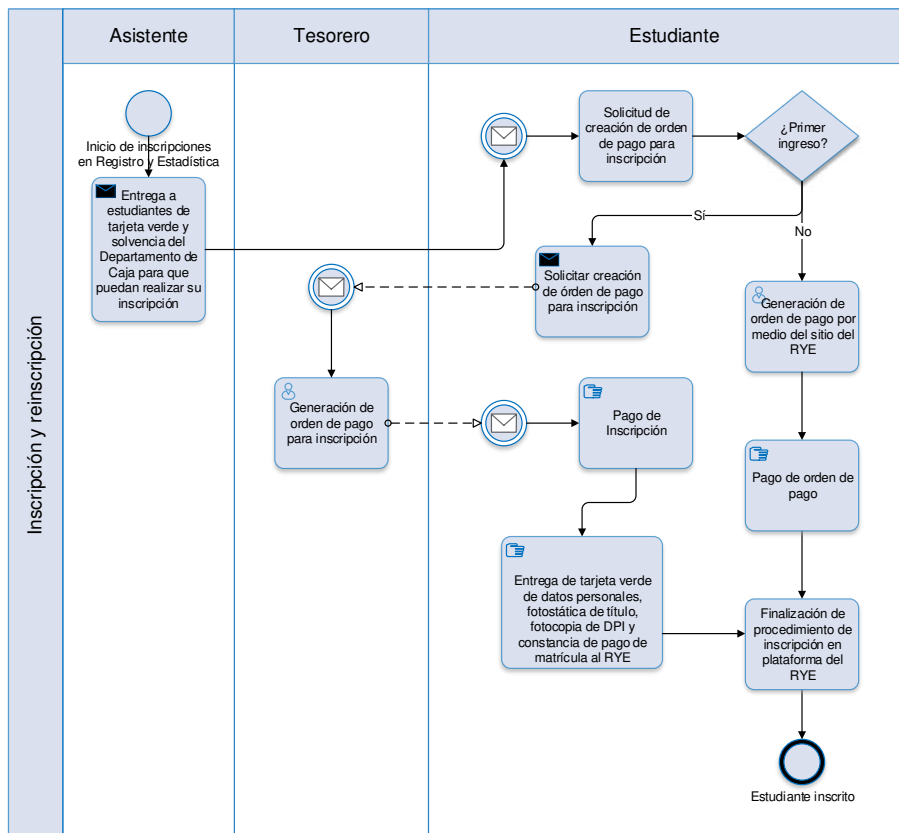 Inscripción y reinscripción
Asistente
Tesorero
Estudiante
Inicio de inscripciones
en Registro y Estadística
Entrega a
estudiantes de
tarjeta verde y
solvencia del
Departamento de
Caja para que
puedan realizar su
inscripción
Solicitud de
creación de orden
de pago para
inscripción
¿Primer
ingreso?
Sí
No
Solicitar creación
de órden de pago
para inscripción
Generación de
orden de pago por
medio del sitio del
RYE
Generación de
orden de pago
para inscripción
Pago de
Inscripción
Pago de orden de
pago
Entrega de tarjeta verde
de datos personales,
fotostática de título,
fotocopia de DPI y
constancia de pago de
matrícula al RYE
Finalización de
procedimiento de
inscripción en
plataforma del
RYE
Estudiante inscrito